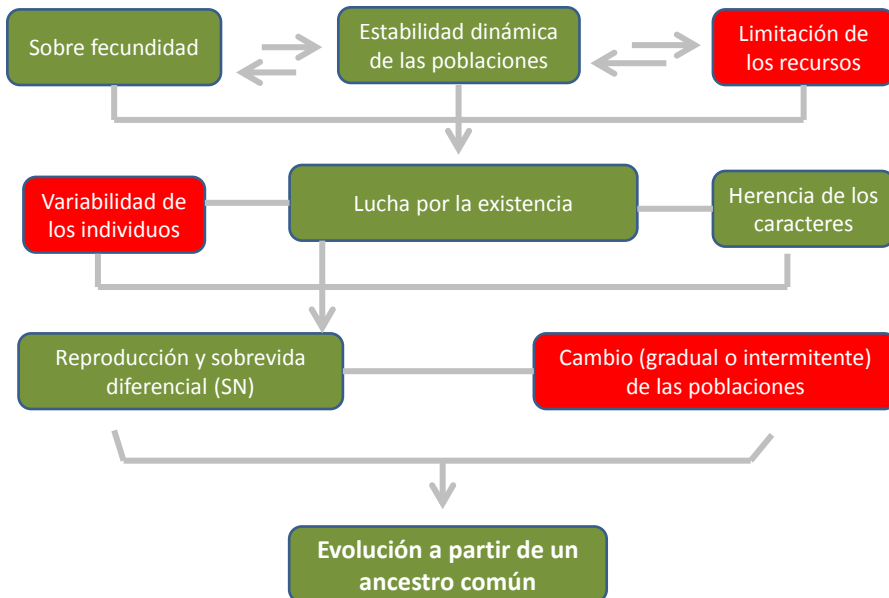 Sobre fecundidad
Estabilidad dinámica
de las poblaciones
Limitación de
los recursos
Variabilidad de
los individuos
Lucha por la existencia
Herencia de los
caracteres
Reproducción y sobrevida
diferencial (SN)
Cambio (gradual o intermitente)
de las poblaciones
Evolución a partir de un
ancestro común